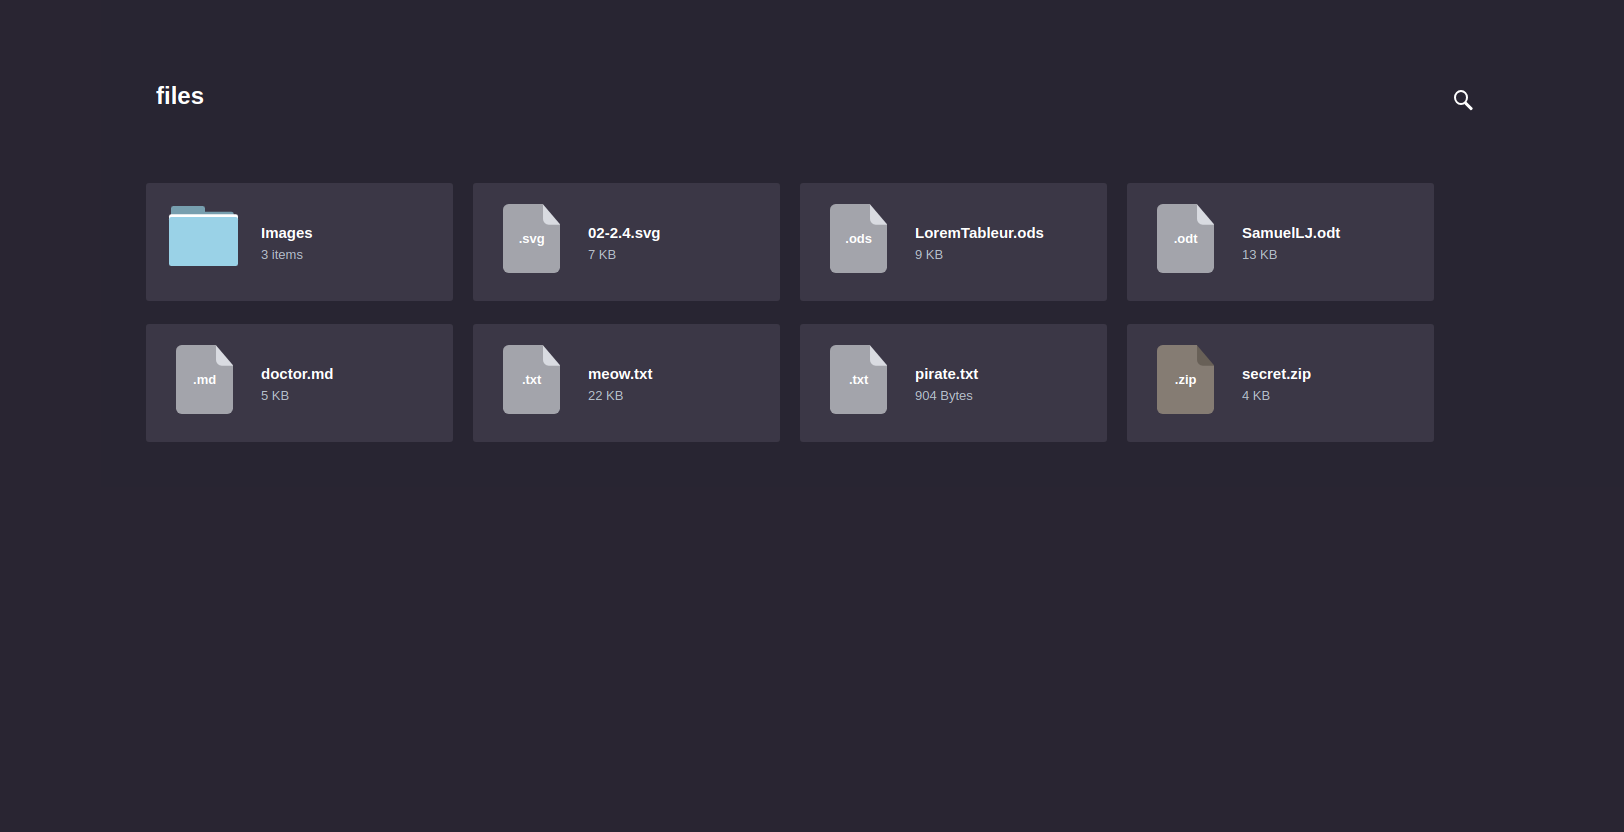 files
Images
3 items
.svg
02-2.4.svg
7 KB
.ods
LoremTableur.ods
9 KB
.odt
SamuelLJ.odt
13 KB
.md
doctor.md
5 KB
.txt
meow.txt
22 KB
.txt
pirate.txt
904 Bytes
.zip
secret.zip
4 KB